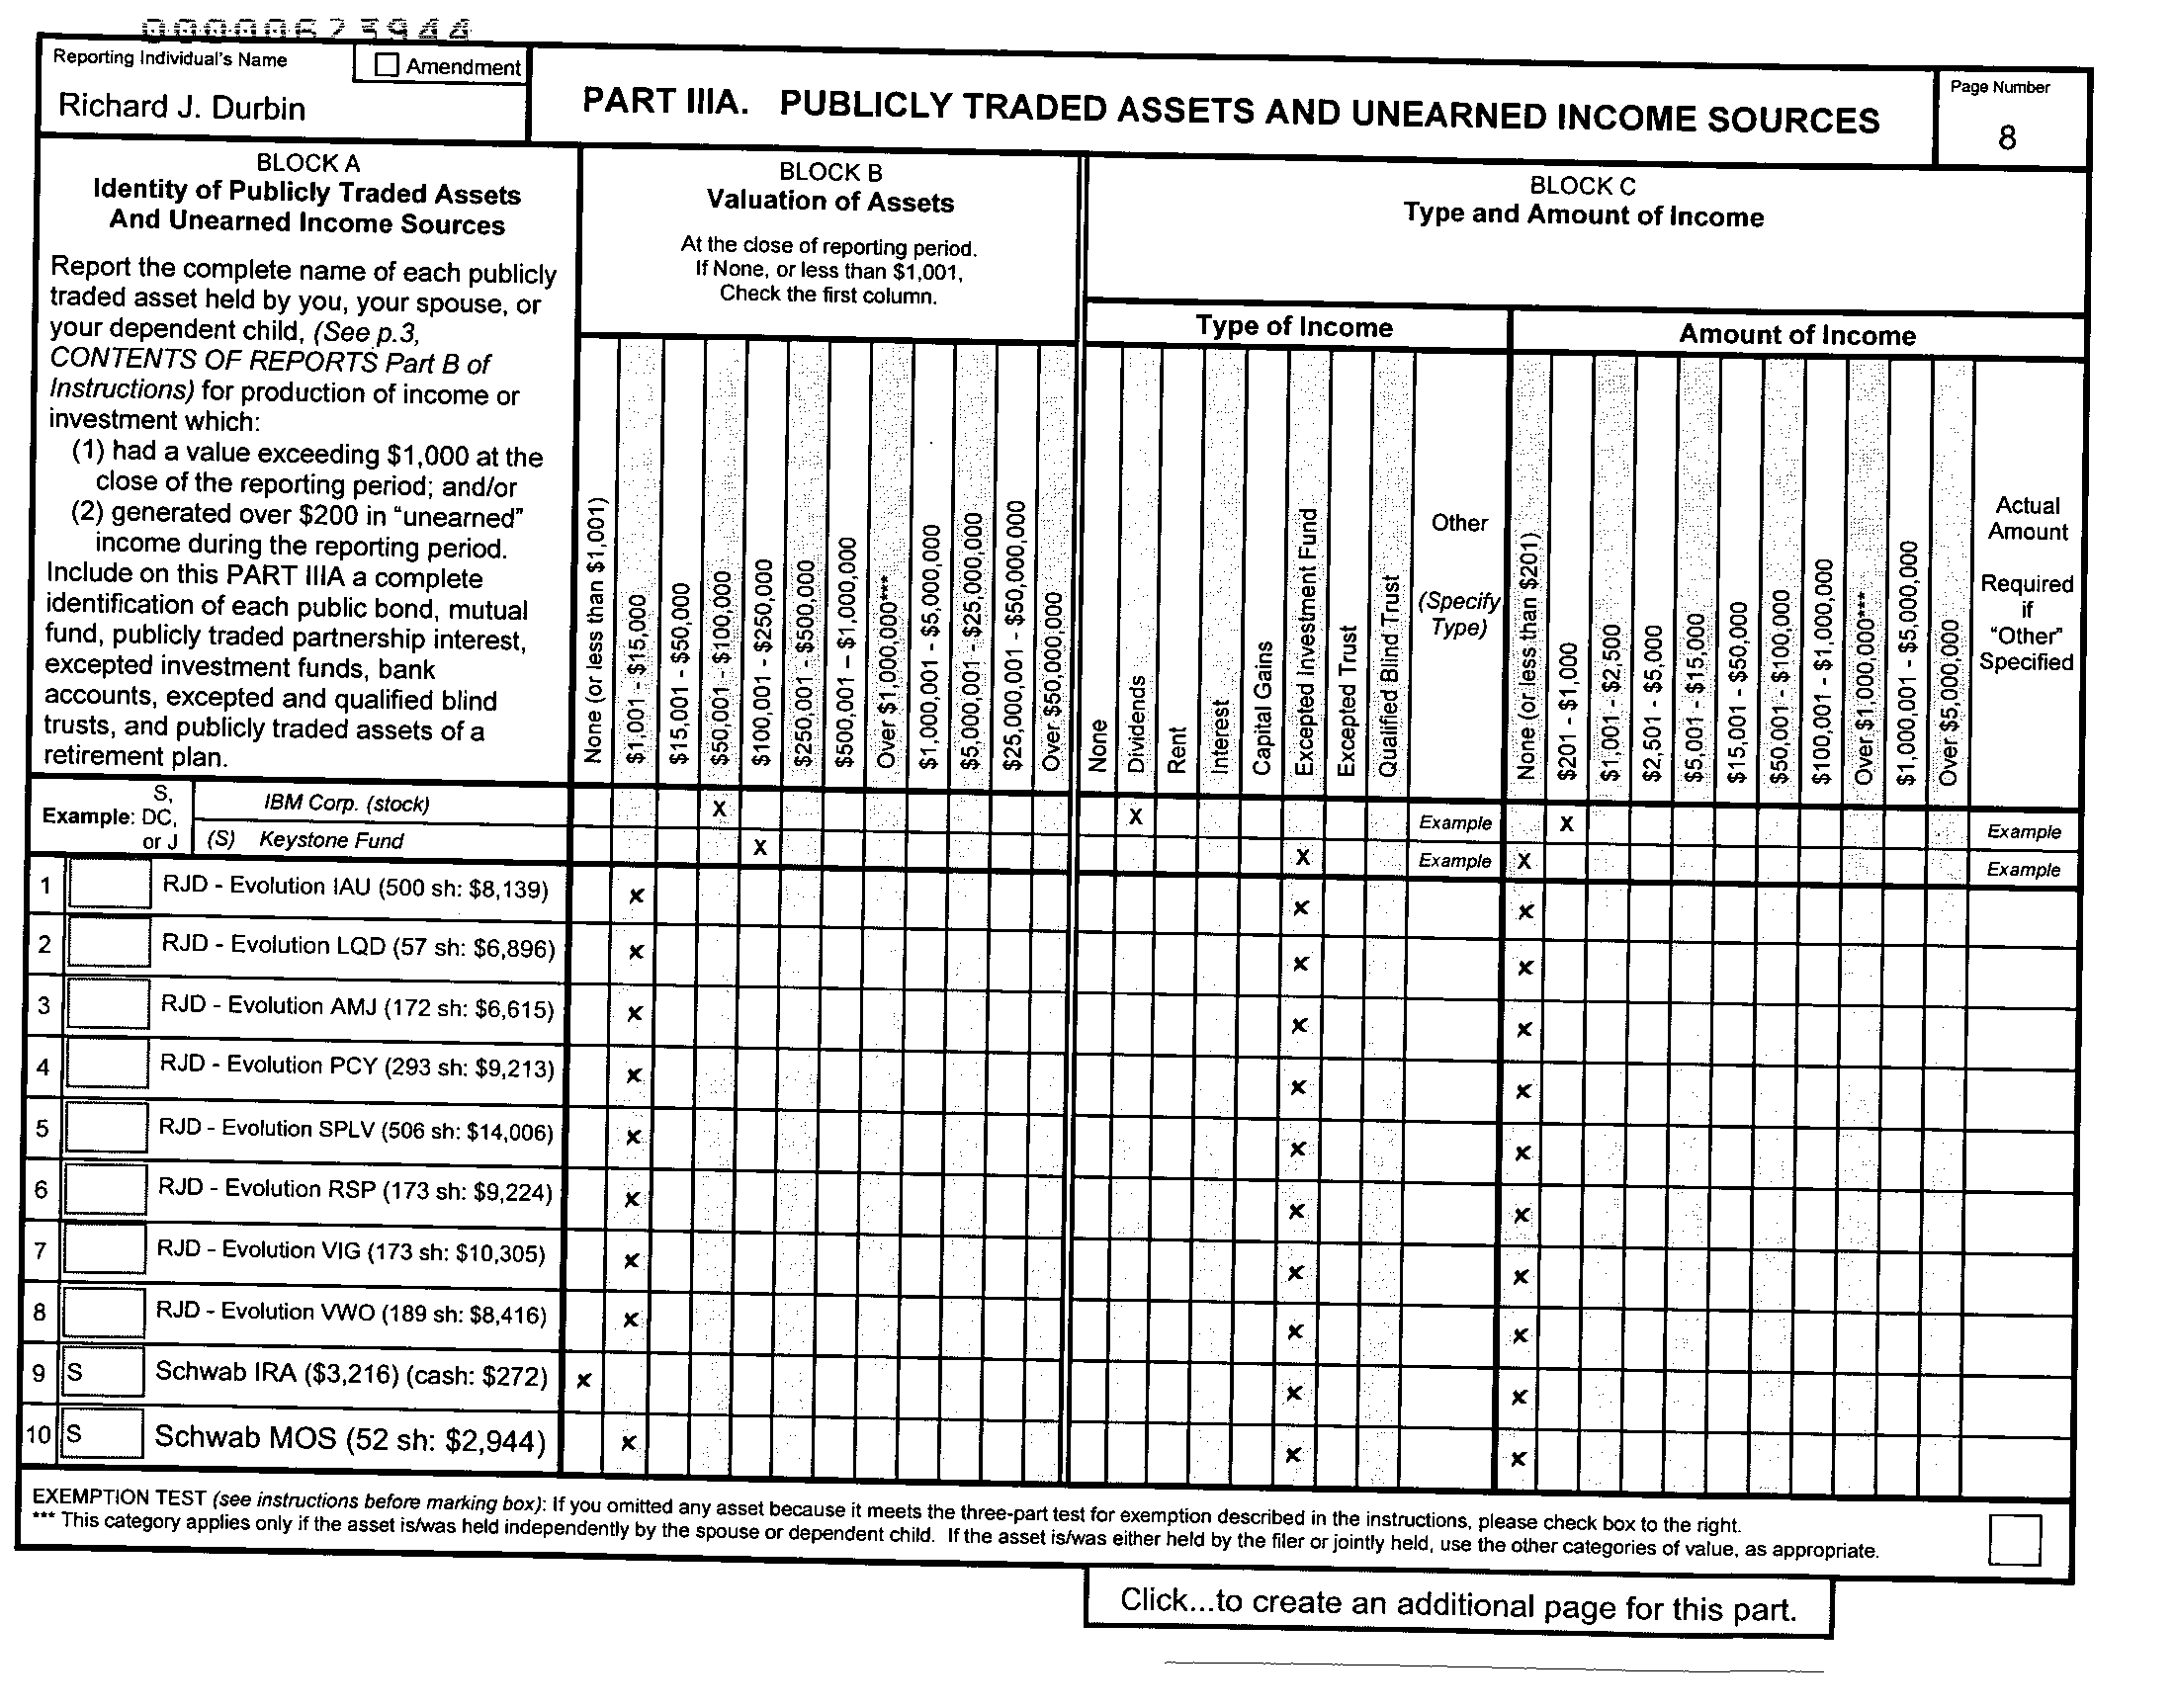 00000623944
Reporting Individual's Name
Amendment
Richard J. Durbin
PART IIIA. PUBLICLY TRADED ASSETS AND UNEARNED INCOME SOURCES
Page Number
8
BLOCK A
Identity of Publicly Traded Assets
And Unearned Income Sources
Report the complete name of each publicly
traded asset held by you, your spouse, or
your dependent child, (See p.3,
CONTENTS OF REPORTS Part B of
Instructions) for production of income or
investment which:
(1) had a value exceeding $1,000 at the
close of the reporting period; and/or
(2) generated over $200 in “unearned”
income during the reporting period.
Include on this PART IIIA a complete
identification of each public bond, mutual
fund, publicly traded partnership interest,
excepted investment funds, bank
accounts, excepted and qualified blind
trusts, and publicly traded assets of a
retirement plan.
BLOCK B
Valuation of Assets
At the close of reporting period.
If None, or less than $1,001,
Check the first column.
None (or less than $1,001)
$1,001 - $15,000
$15,001 - $50,000
$50,001 - $100,000
$100,001 - $250,000
$250,001 - $500,000
$500,001 – $1,000,000
Over $1,000,000***
$1,000,001 - $5,000,000
$5,000,001 - $25,000,000
$25,000,001 - $50,000,000
Over $50,000,000
BLOCK C
Type and Amount of Income
Type of Income
None
Dividends
Rent
Interest
Capital Gains
Excepted Investment Fund
Excepted Trust
Qualified Blind Trust
Other
(Specify
Type)
Amount of Income
None (or less than $201)
$201 - $1,000
$1,001 - $2,500
$2,501 - $5,000
$5,001 - $15,000
$15,001 - $50,000
$50,001 - $100,000
$100,001 - $1,000,000
Over $1,000,000***
$1,000,001 - $5,000,000
Over $5,000,000
Actual
Amount
Required
if
“Other”
Specified
S,
Example: DC,
or J
IBM Corp. (stock) X X Example X Example
(S) Keystone Fund X X Example X Example
1 RJD - Evolution IAU (500 sh: $8,139) x x x
2 RJD - Evolution LQD (57 sh: $6,896) x x x
3 RJD - Evolution AMJ (172 sh: $6,615) x x x
4 RJD - Evolution PCY (293 sh: $9,213) x x x
5 RJD - Evolution SPLV (506 sh: $14,006) x x x
6 RJD - Evolution RSP (173 sh: $9,224) x x x
7 RJD - Evolution VIG (173 sh: $10,305) x x x
8 RJD - Evolution VWO (189 sh: $8,416) x x x
9 S Schwab IRA ($3,216) (cash: $272) x x x
10 S Schwab MOS (52 sh: $2,944) x x x
EXEMPTION TEST (see instructions before marking box): If you omitted any asset because it meets the three-part test for exemption described in the instructions, please check box to the right.
*** This category applies only if the asset is/was held independently by the spouse or dependent child. If the asset is/was either held by the filer or jointly held, use the other categories of value, as appropriate.
Click...to create an additional page for this part.